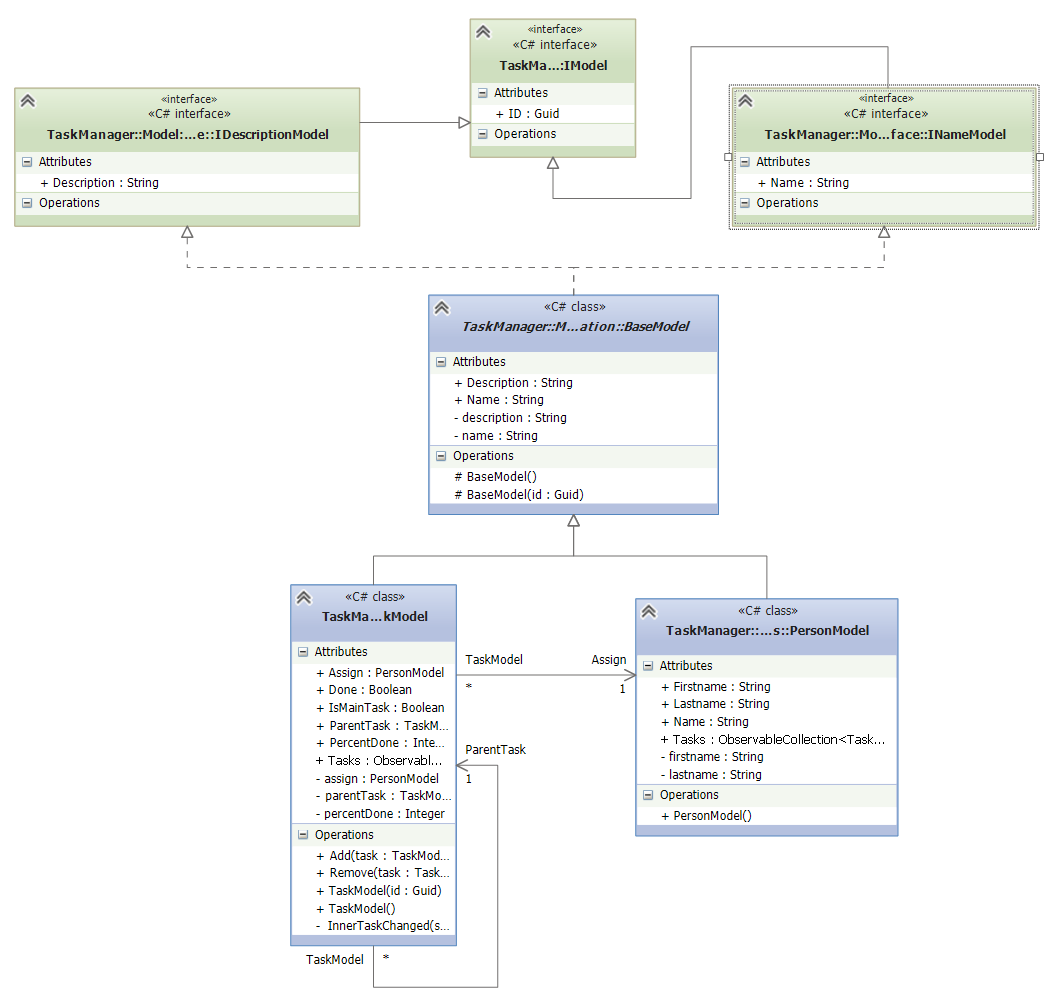 «interface»
«C# interface»
TaskMa...:IModel
Attributes
+ ID : Guid
Operations
«interface»
«C# interface»
TaskManager::Model:...e::IDescriptionModel
Attributes
+ Description : String
Operations
«interface»
«C# interface»
TaskManager::Mo...face::INameModel
Attributes
+ Name : String
Operations
«C# class»
TaskManager::M...ation::BaseModel
Attributes
+ Description : String
+ Name : String
- description : String
- name : String
Operations
# BaseModel()
# BaseModel(id : Guid)
«C# class»
TaskMa...kModel
Attributes
+ Assign : PersonModel
+ Done : Boolean
+ IsMainTask : Boolean
+ ParentTask : TaskM...
+ PercentDone : Inte...
+ Tasks : Observabl...
- assign : PersonModel
- parentTask : TaskMo...
- percentDone : Integer
Operations
+ Add(task : TaskMod...
+ Remove(task : Task...
+ TaskModel(id : Guid)
+ TaskModel()
- InnerTaskChanged(s...
TaskModel
*
Assign
1
ParentTask
1
TaskModel
*
«C# class»
TaskManager::...s::PersonModel
Attributes
+ Firstname : String
+ Lastname : String
+ Name : String
+ Tasks : ObservableCollection<Task...
- firstname : String
- lastname : String
Operations
+ PersonModel()